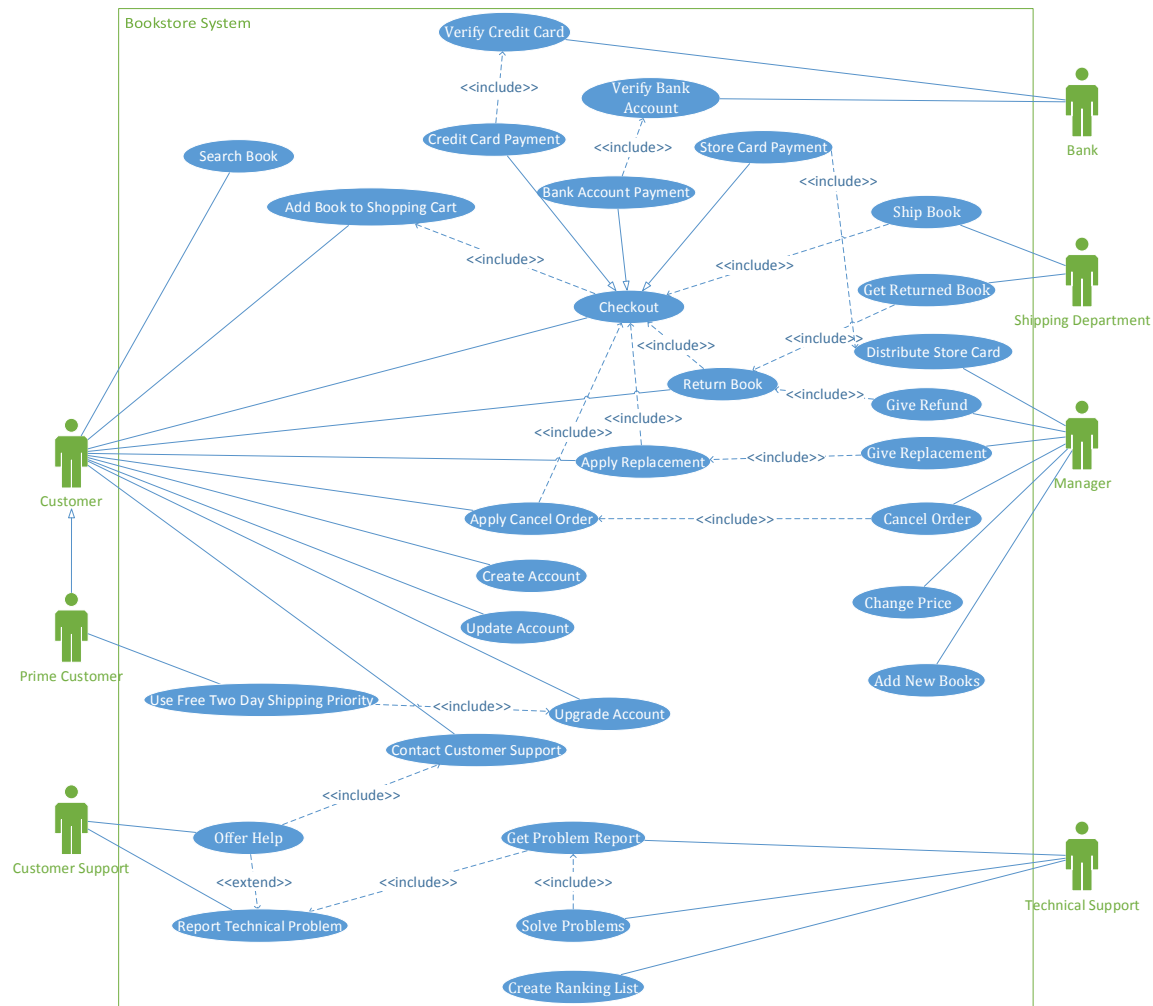 Bookstore System
Verify Credit Card
<<include>>
Verify Bank
Account
Bank
Credit Card Payment
Store Card Payment
<<include>>
Search Book
<<include>>
Bank Account Payment
Add Book to Shopping Cart
Ship Book
<<include>>
<<include>>
Get Returned Book
Checkout
Shipping Department
<<include>>
<<include>>
Distribute Store Card
Return Book
<<include>>
Give Refund
<<include>>
Give Replacement
<<include>>
Apply Replacement
Manager
Customer
Apply Cancel Order
<<include>>
Cancel Order
Create Account
Change Price
Update Account
Prime Customer
Add New Books
Use Free Two Day Shipping Priority
<<include>>
Upgrade Account
Contact Customer Support
<<include>>
Offer Help
Get Problem Report
Customer Support
<<extend>>
<<include>>
<<include>>
Technical Support
Report Technical Problem
Solve Problems
Create Ranking List